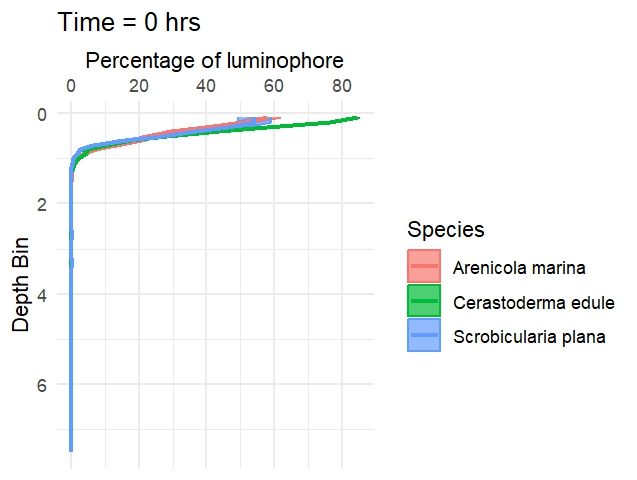 Time = 0 hrs
Percentage of luminophore
0 20 40 60 80
0
2
4
6
Depth Bin
Species
Arenicola marina
Cerastoderma edule
Scrobicularia plana